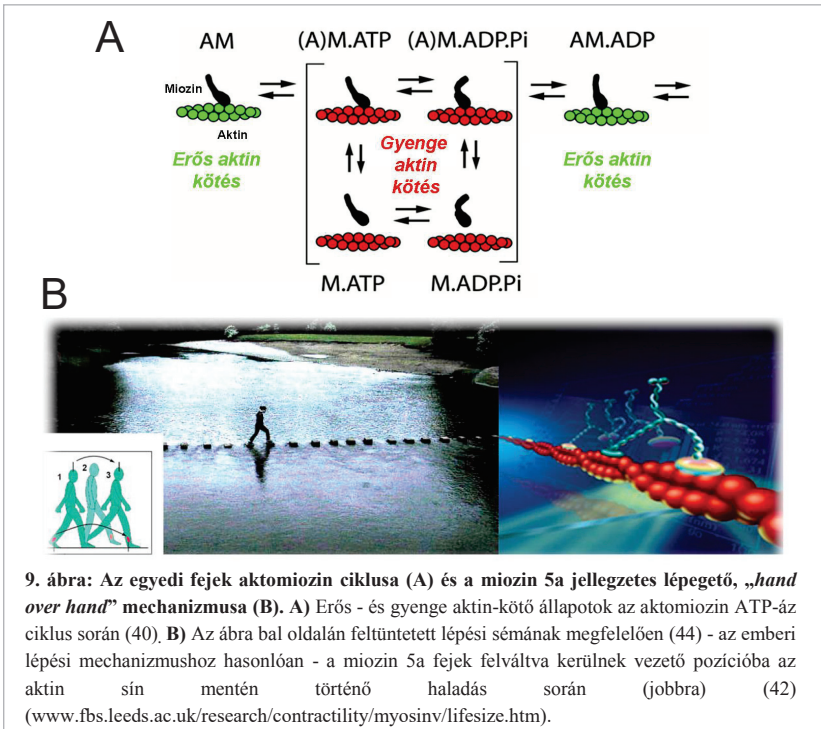 A
AM (A)M.ATP (A)M.ADP.Pi AM.ADP
Miozin
Aktin
Erős aktin
kötés
Gyenge
aktin
kötés
Erős aktin
kötés
M.ATP M.ADP.Pi
B
1 2 3
9. ábra: Az egyedi fejek aktomiozin ciklusa (A) és a miozin 5a jellegzetes lépegető, „hand
over hand” mechanizmusa (B). A) Erős - és gyenge aktin-kötő állapotok az aktomiozin ATP-áz
ciklus során (40). B) Az ábra bal oldalán feltüntetett lépési sémának megfelelően (44) - az emberi
lépési mechanizmushoz hasonlóan - a miozin 5a fejek felváltva kerülnek vezető pozícióba az
aktin sín mentén történő haladás során (jobbra) (42)
(www.fbs.leeds.ac.uk/research/contractility/myosinv/lifesize.htm).